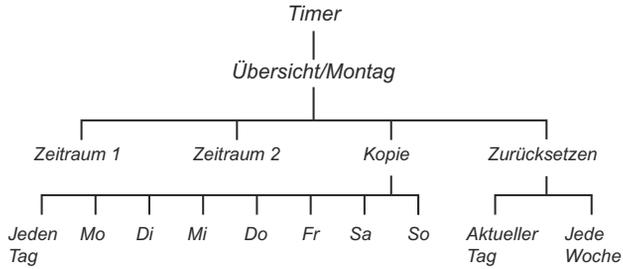 Timer
Übersicht/Montag
Zeitraum 1 Zeitraum 2 Kopie Zurücksetzen
Jeden Mo Di Mi Do Fr Sa So Aktueller Jede
Tag Tag Woche